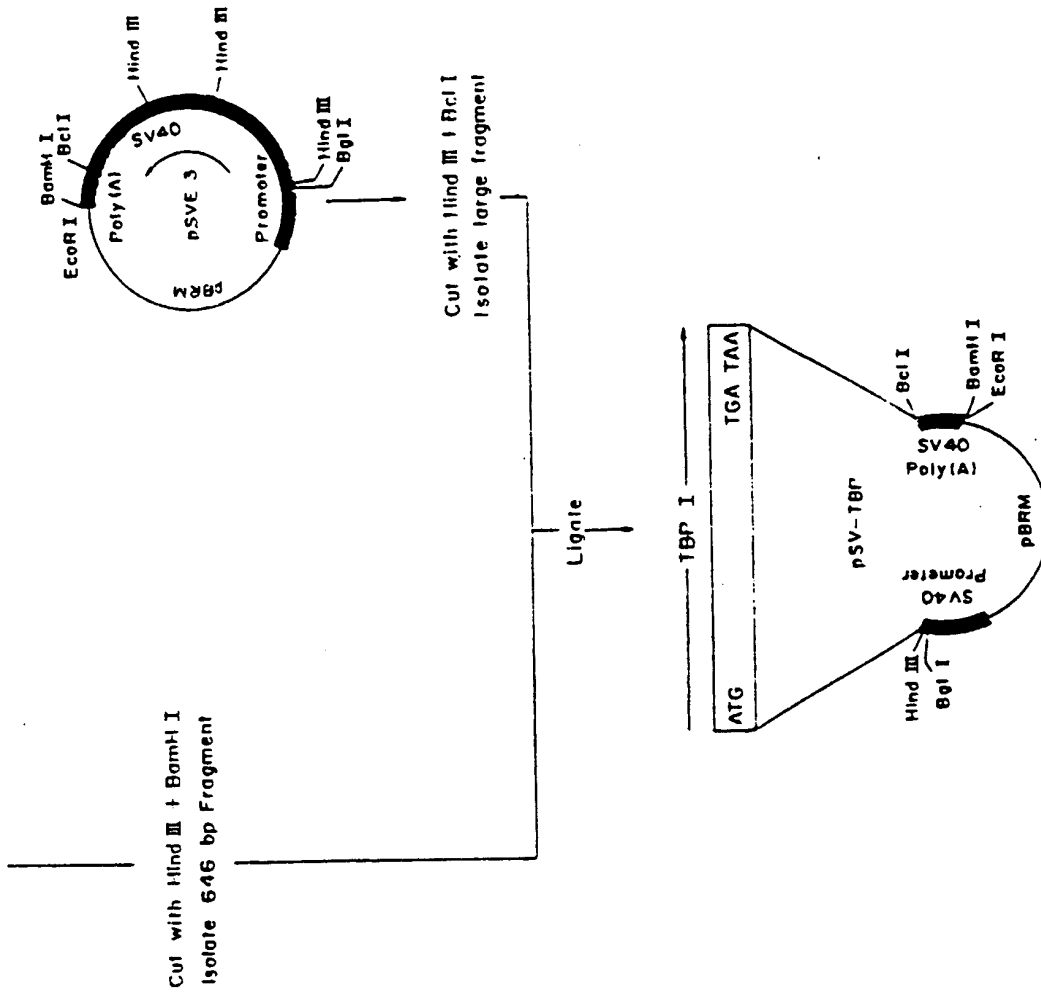 Cut with Hind III + BamH I
Isolate 646 bp Fragment
EcoR I
BamH I
Bcl I
Hind III
Hind III
Hind III
Bgl I
Poly(A)
SV40
pSVE 3
Promoter
pBRM
Cut with Hind III + Bcl I
Isolate large fragment
Ligate
TBP I
ATG
TGA TAA
Hind III
Bgl I
SV40
Promoter
pSV-TBP
SV40
Poly(A)
Bcl I
BamH I
EcoR I
pBRM